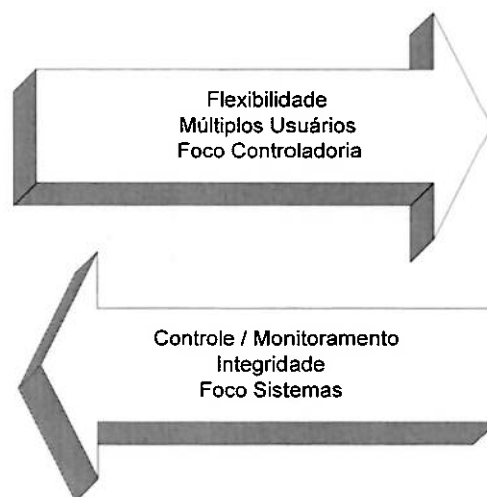 Flexibilidade
Múltiplos Usuários
Foco Controladoria
Controle / Monitoramento
Integridade
Foco Sistemas